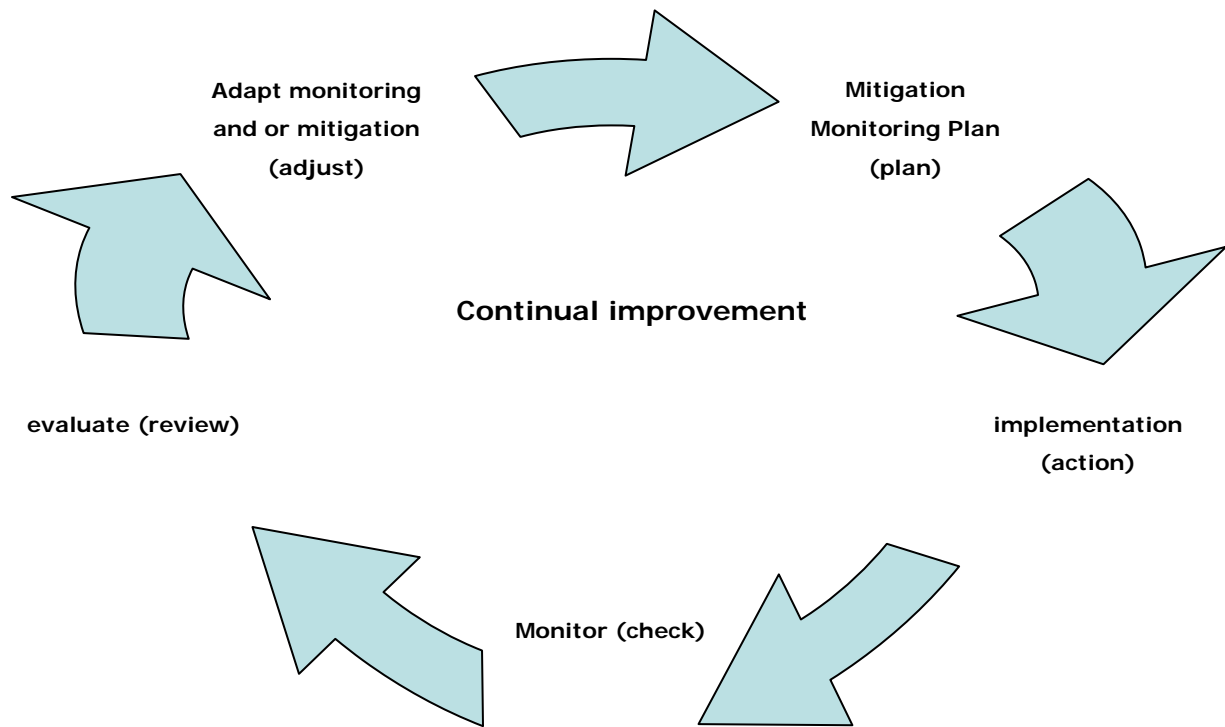 Adapt monitoring
and or mitigation
(adjust)
Mitigation
Monitoring Plan
(plan)
Continual improvement
evaluate (review)
implementation
(action)
Monitor (check)